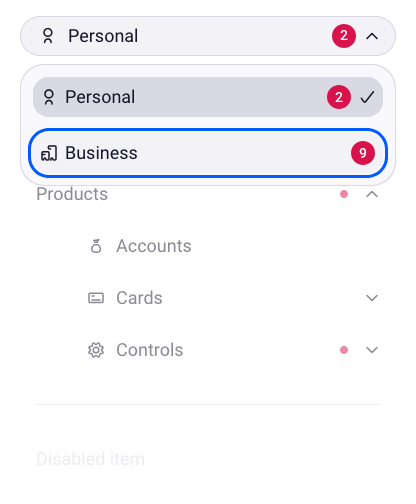 Personal 2
Personal 2
Business 9
Products
Accounts
Cards
Controls
Disabled item